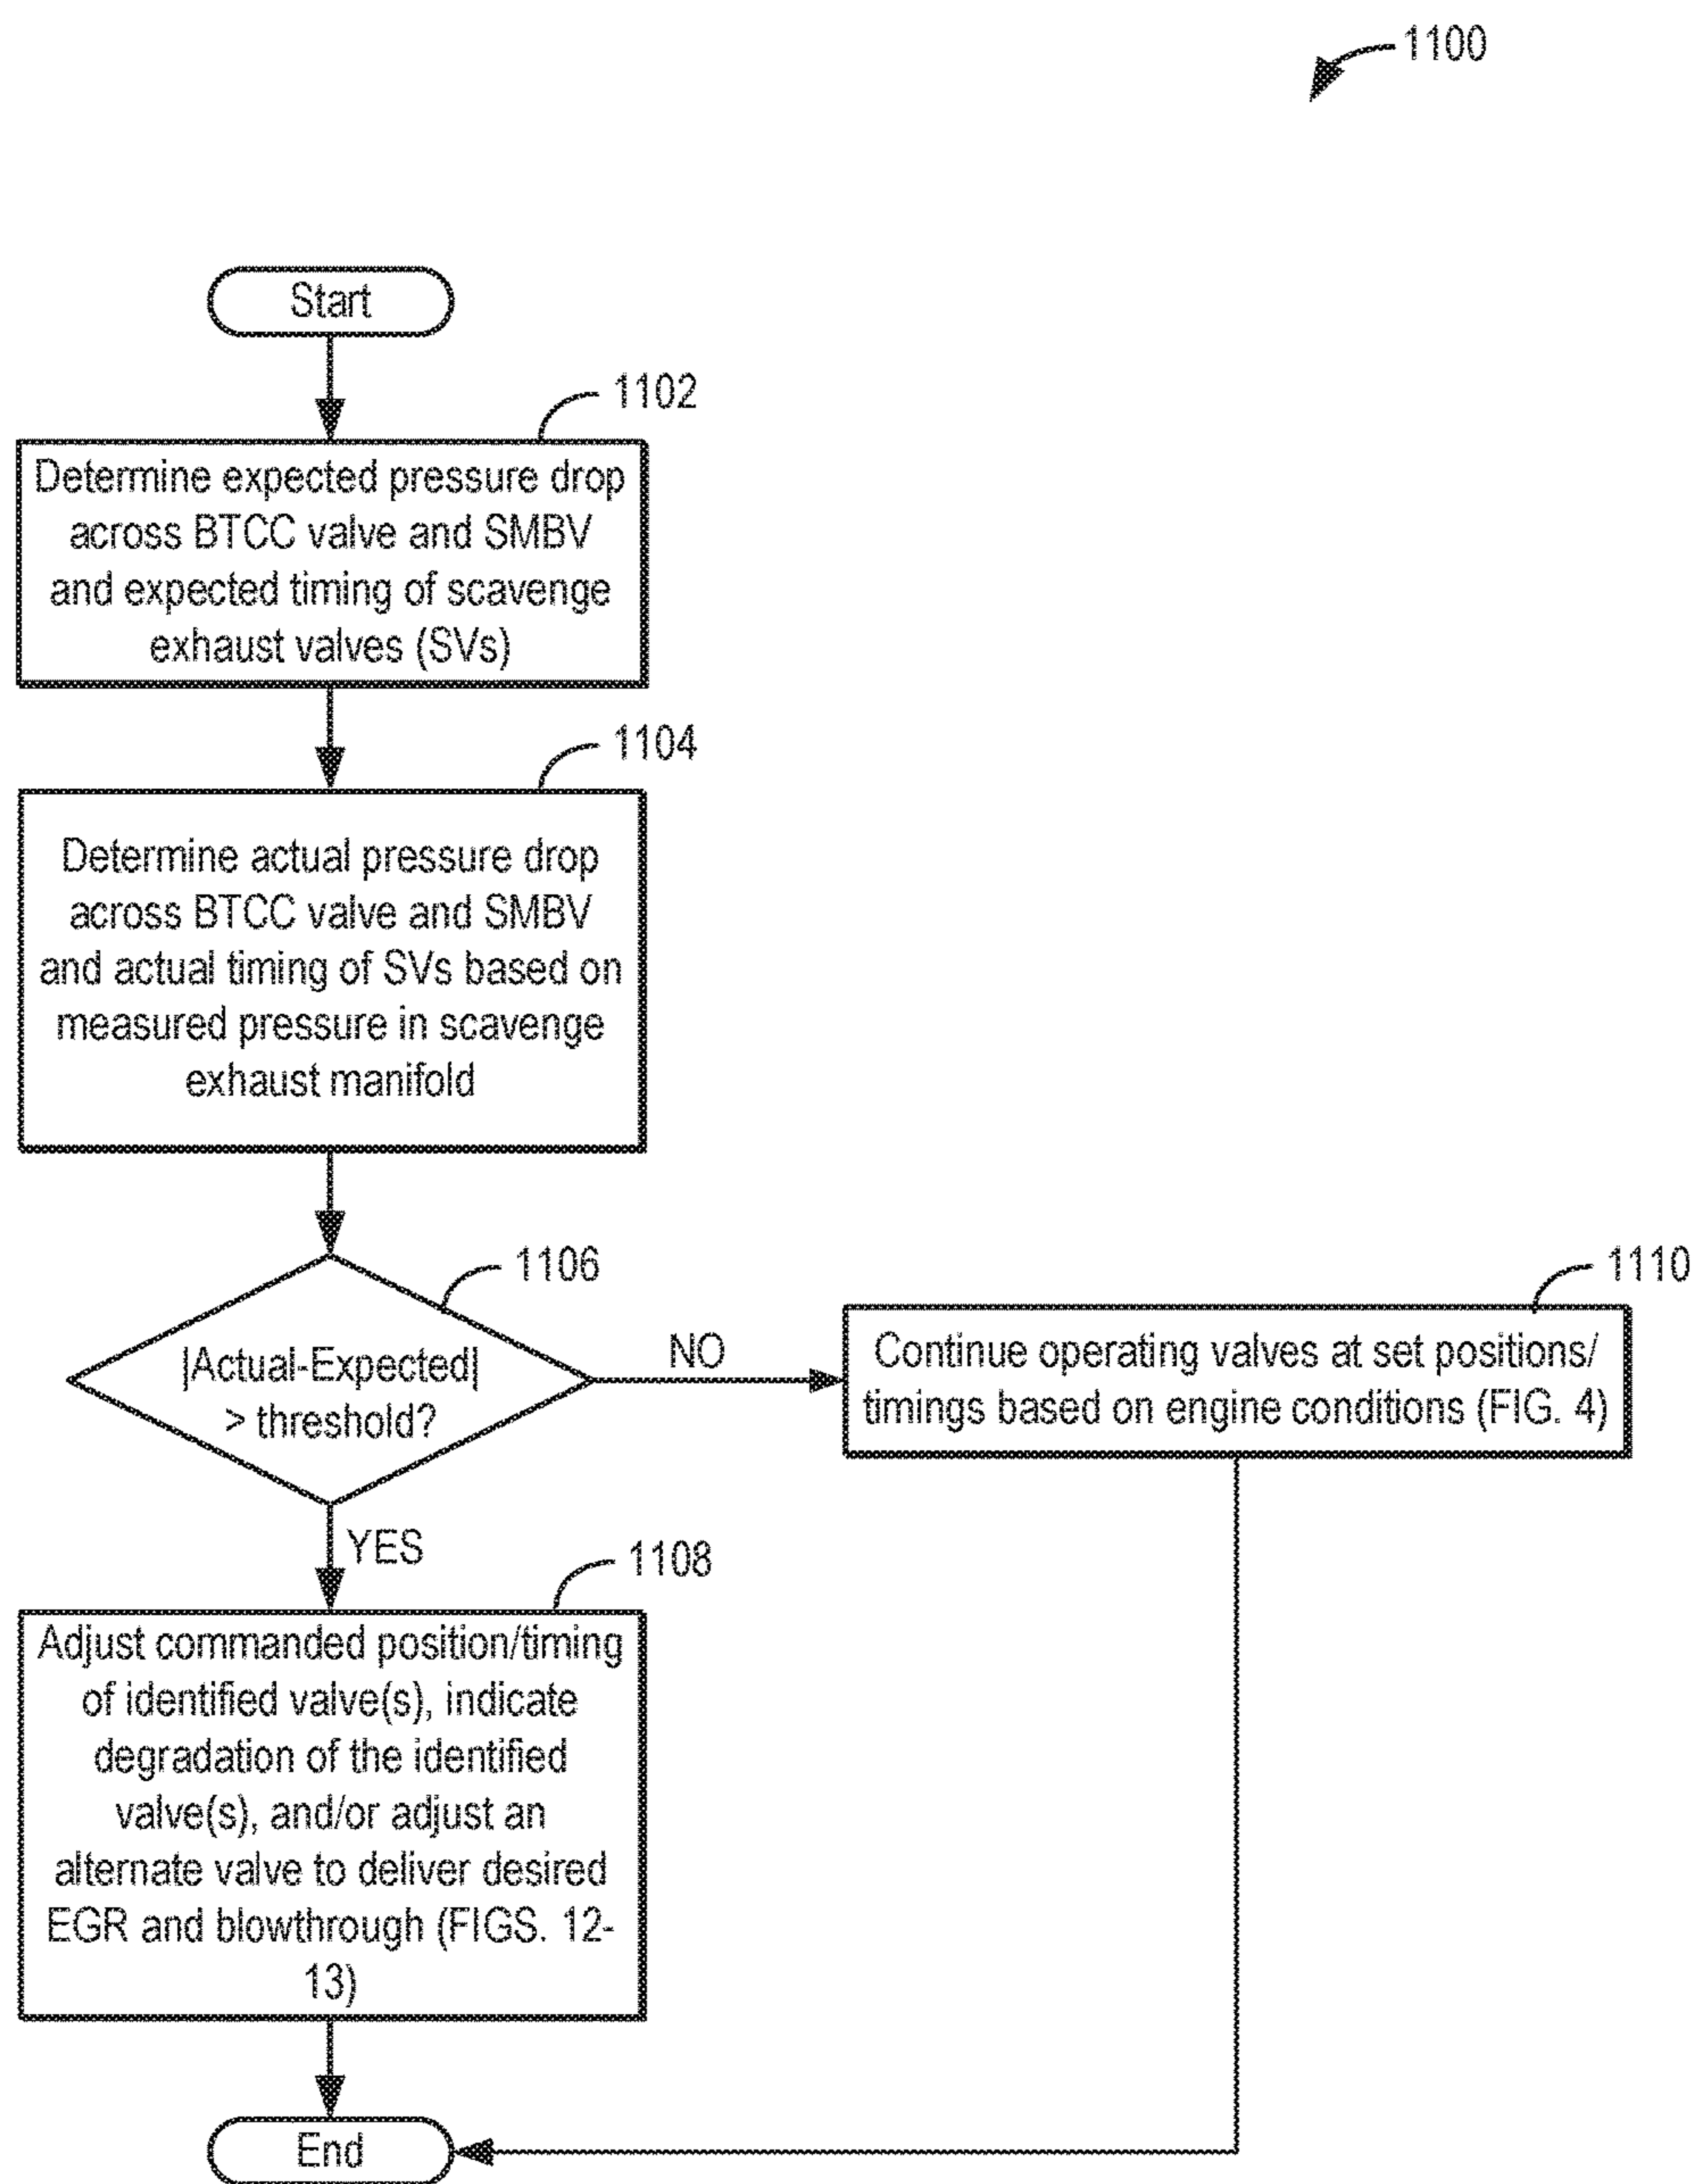 1100
Start
1102
Determine expected pressure drop
across BTCC valve and SMBV
and expected timing of scavenge
exhaust valves (SVs)
1104
Determine actual pressure drop
across BTCC valve and SMBV
and actual timing of SVs based on
measured pressure in scavenge
exhaust manifold
1106
|Actual-Expected|
> threshold?
NO
1110
Continue operating valves at set positions/
timings based on engine conditions (FIG. 4)
YES
1108
Adjust commanded position/timing
of identified valve(s), indicate
degradation of the identified
valve(s), and/or adjust an
alternate valve to deliver desired
EGR and blowthrough (FIGS. 12-
13)
End